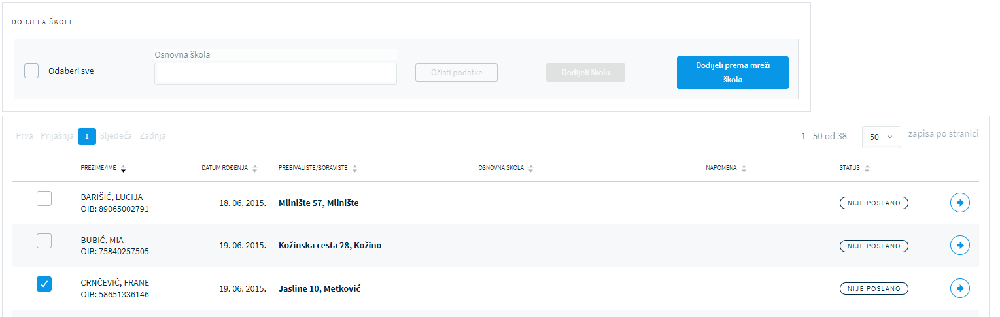 DODJELA ŠKOLE
Osnovna škola
Odaberi sve
Očisti podatke
Dodijeli školu
Dodijeli prema mreži
škola
Prva Prijašnja 1 Sljedeća Zadnja
1 - 50 od 38 50 zapisa po stranici
PREZIME/IME DATUM ROĐENJA PREBIVALIŠTE/BORAVIŠTE OSNOVNA ŠKOLA NAPOMENA STATUS
BARIŠIĆ, LUCIJA
OIB: 89065002791
18. 06. 2015. Mlinište 57, Mlinište NIJE POSLANO
BUBIĆ, MIA
OIB: 75840257505
19. 06. 2015. Kožinska cesta 28, Kožino NIJE POSLANO
CRNČEVIĆ, FRANE
OIB: 58651336146
19. 06. 2015. Jasline 10, Metković NIJE POSLANO